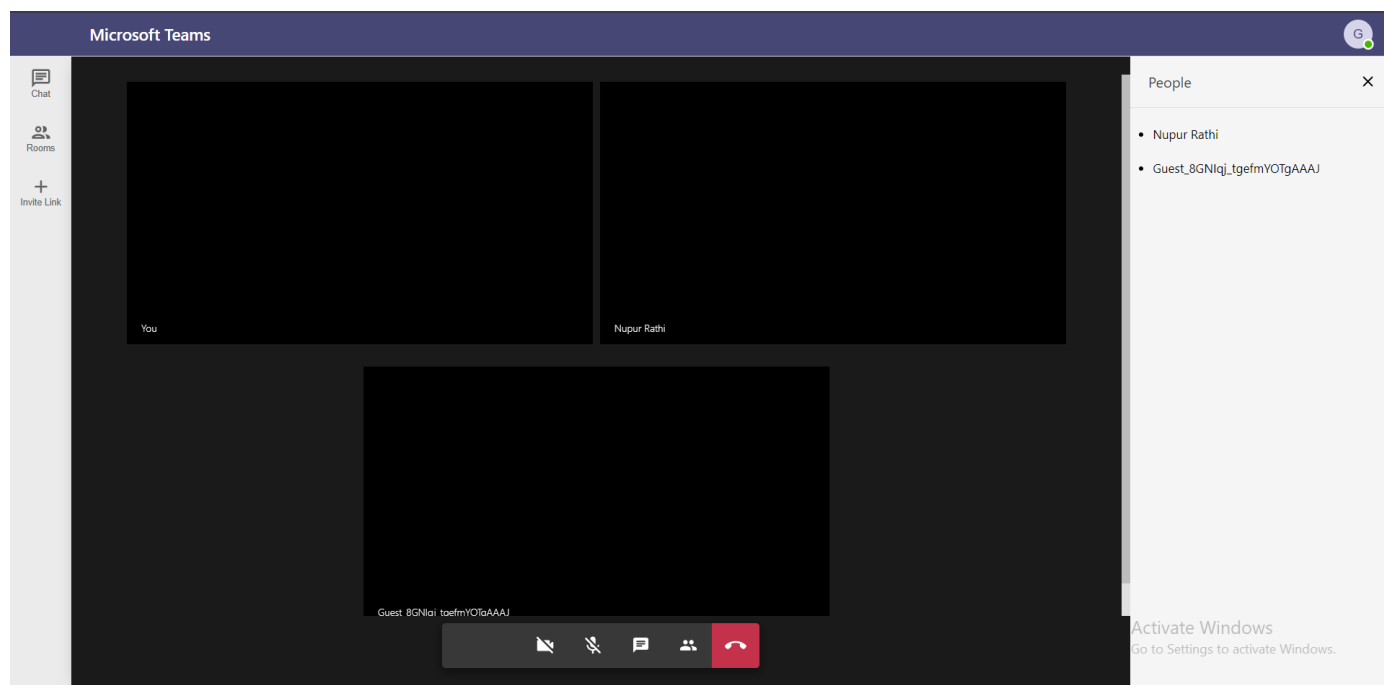 Microsoft Teams
G
Chat
Rooms
Invite Link
You
Nupur Rathi
Guest_8GNIqj_tgefmYOTgAAAJ
People
Nupur Rathi
Guest_8GNIqj_tgefmYOTgAAAJ
Activate Windows
Go to Settings to activate Windows.